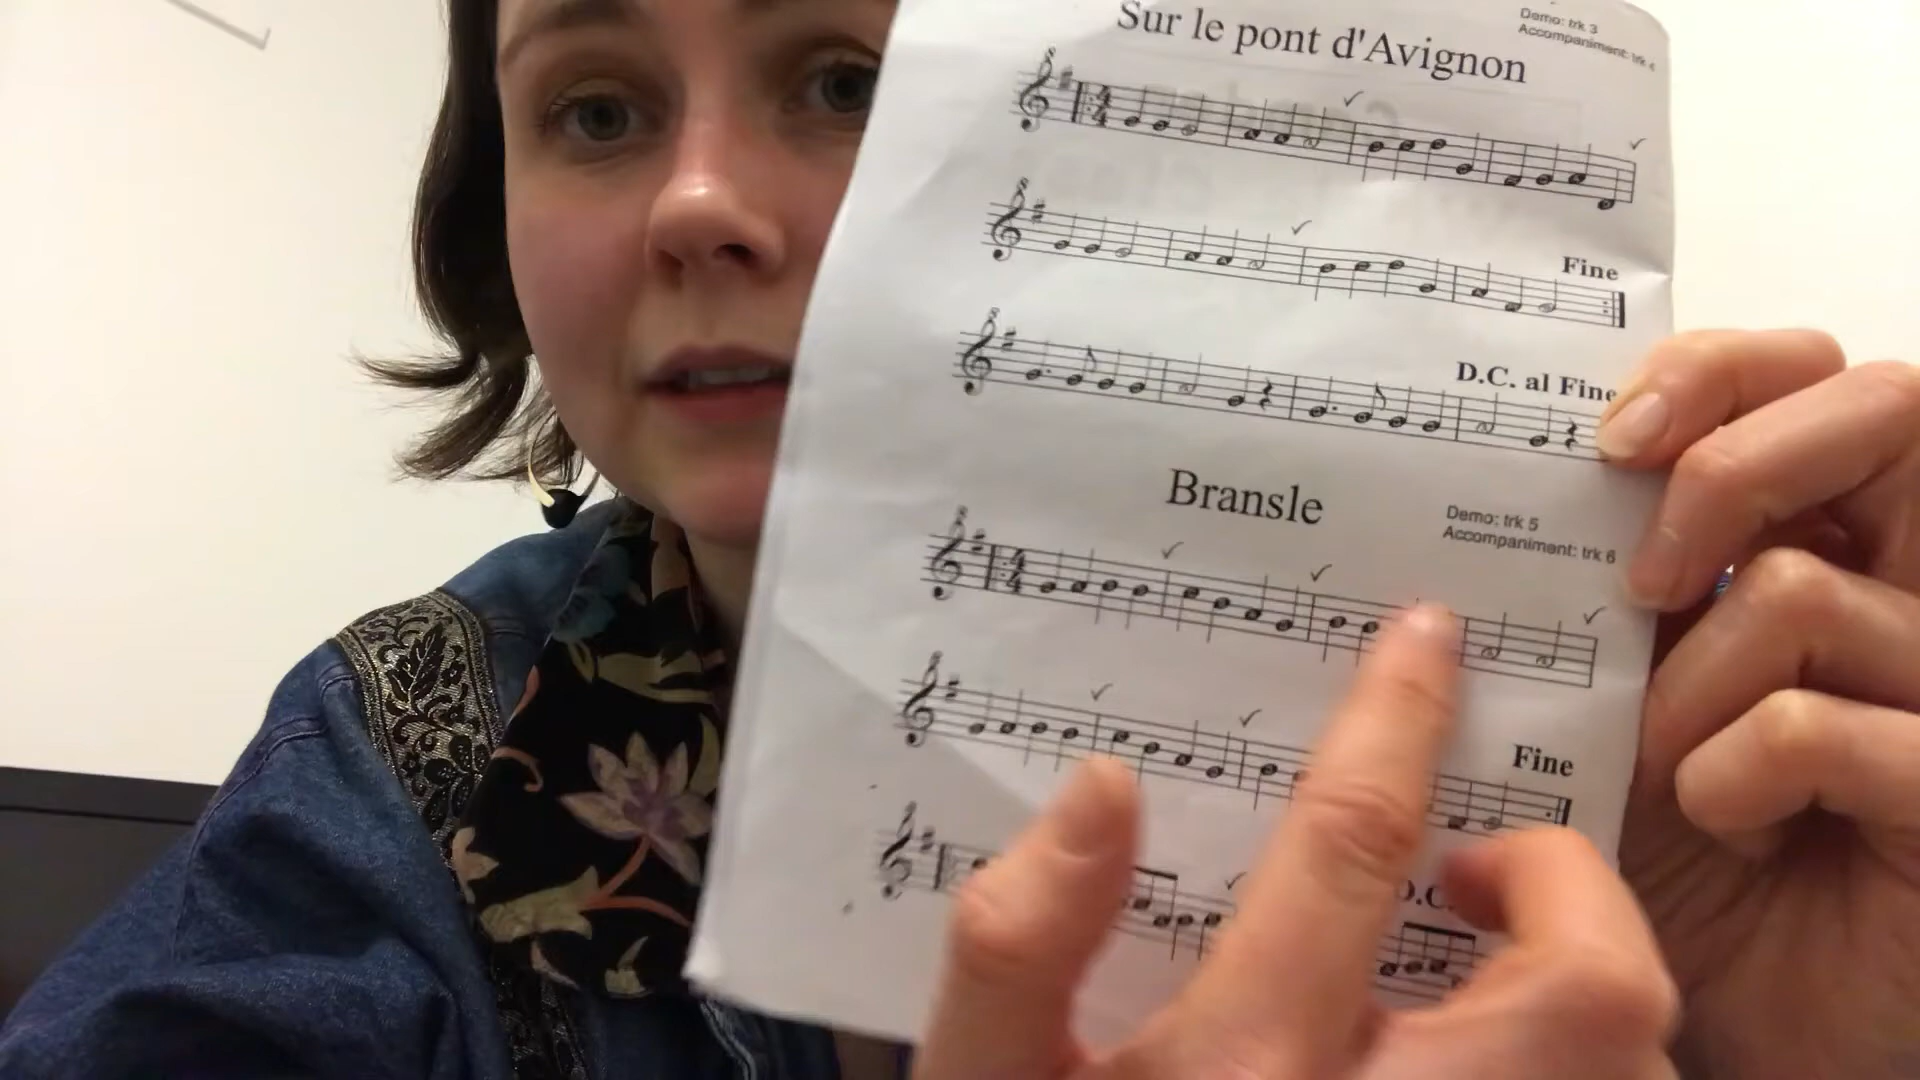 Sur le pont d'Avignon
Demo: trk 3
Accompaniment: trk 4
Fine
D.C. al Fine
Bransle
Demo: trk 5
Accompaniment: trk 6
Fine